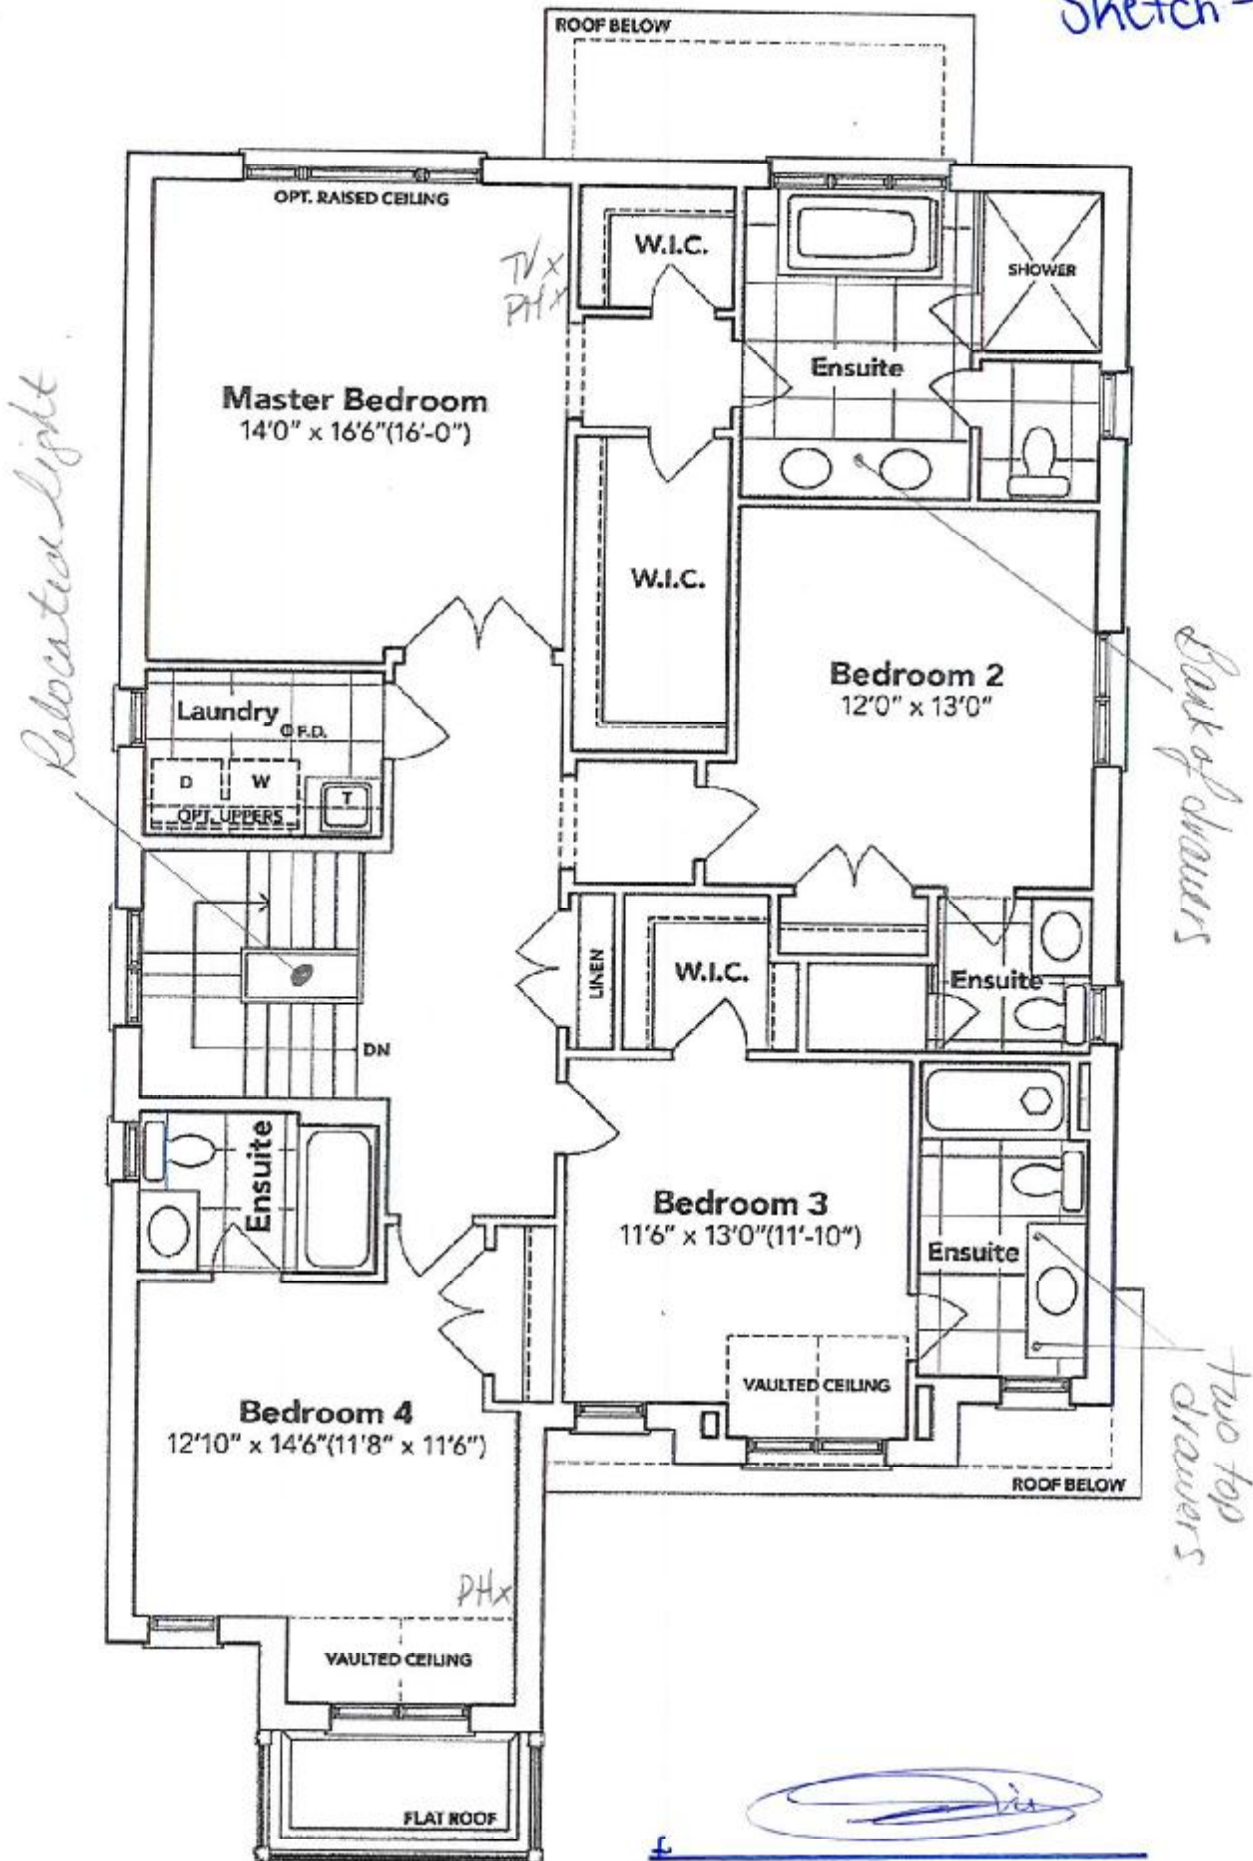 Sketch -
ROOF BELOW
OPT. RAISED CEILING
W.I.C.
TV x
PH x
SHOWER
Ensuite
Master Bedroom
14'0" x 16'6"(16'-0")
Relocated light
W.I.C.
Bedroom 2
12'0" x 13'0"
Bank of drawers
Laundry
F.D.
D
W
T
OPT. UPPERS
LINEN
W.I.C.
Ensuite
DN
Ensuite
Bedroom 3
11'6" x 13'0"(11'-10")
Ensuite
VAULTED CEILING
two top
drawers
Bedroom 4
12'10" x 14'6"(11'8" x 11'6")
ROOF BELOW
PHx
VAULTED CEILING
FLAT ROOF